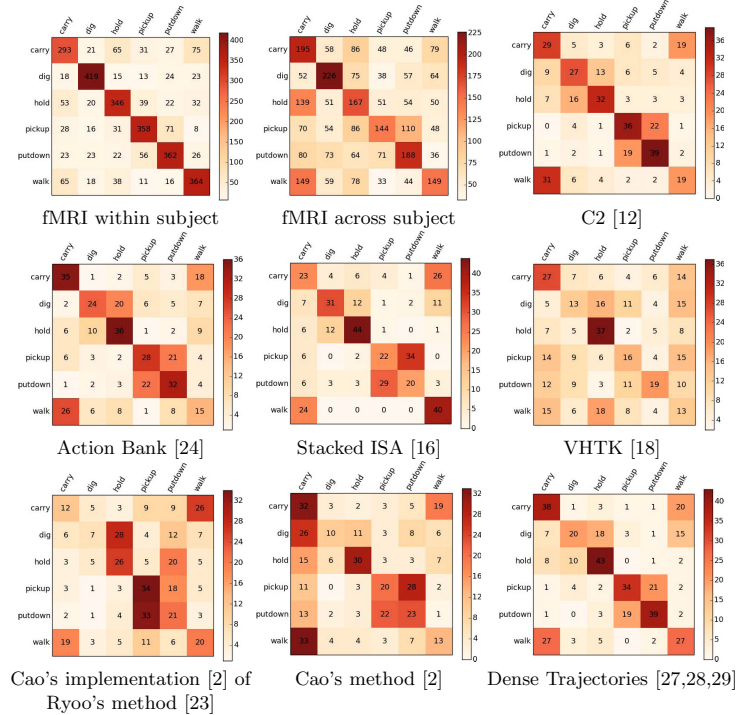 carry dig hold pickup putdown walk
carry 293 21 65 31 27 75
dig 18 419 15 13 24 23
hold 53 20 346 39 22 32
pickup 28 16 31 358 71 8
putdown 23 23 22 56 362 26
walk 65 18 38 11 16 364
400
350
300
250
200
150
100
50
fMRI within subject
carry dig hold pickup putdown walk
carry 195 58 86 48 46 79
dig 52 226 75 38 57 64
hold 139 51 167 51 54 50
pickup 70 54 86 144 110 48
putdown 80 73 64 71 188 36
walk 149 59 78 33 44 149
225
200
175
150
125
100
75
50
fMRI across subject
carry dig hold pickup putdown walk
carry 29 5 3 6 2 19
dig 9 27 13 6 5 4
hold 7 16 32 3 3 3
pickup 0 4 1 36 22 1
putdown 1 2 1 19 39 2
walk 31 6 4 2 2 19
36
32
28
24
20
16
12
8
4
0
C2 [12]
carry dig hold pickup putdown walk
carry 35 1 2 5 3 18
dig 2 24 20 6 5 7
hold 6 10 36 1 2 9
pickup 6 3 2 28 21 4
putdown 1 2 3 22 32 4
walk 26 6 8 1 8 15
36
32
28
24
20
16
12
8
4
Action Bank [24]
carry dig hold pickup putdown walk
carry 23 4 6 4 1 26
dig 7 31 12 1 2 11
hold 6 12 44 1 0 1
pickup 6 0 2 22 34 0
putdown 6 3 3 29 20 3
walk 24 0 0 0 0 40
40
35
30
25
20
15
10
5
0
Stacked ISA [16]
carry dig hold pickup putdown walk
carry 27 7 6 4 6 14
dig 5 13 16 11 4 15
hold 5 7 37 2 5 8
pickup 14 9 6 16 4 15
putdown 12 9 3 11 19 10
walk 15 6 18 8 4 13
36
32
28
24
20
16
12
8
4
VHTK [18]
carry dig hold pickup putdown walk
carry 12 5 3 9 9 26
dig 6 7 28 4 12 7
hold 8 3 26 5 20 2
pickup 3 1 3 34 18 5
putdown 2 1 4 33 21 3
walk 19 3 5 11 6 20
32
28
24
20
16
12
8
4
Cao's implementation [2] of
Ryoo's method [23]
carry dig hold pickup putdown walk
carry 32 3 2 3 5 19
dig 26 10 11 3 8 6
hold 15 6 30 3 3 7
pickup 11 0 3 20 28 2
putdown 13 2 3 22 23 1
walk 33 4 4 3 7 13
32
28
24
20
16
12
8
4
0
Cao's method [2]
carry dig hold pickup putdown walk
carry 38 1 3 1 1 20
dig 7 20 18 3 1 15
hold 8 10 43 0 1 2
pickup 1 4 2 34 21 2
putdown 1 0 3 19 39 2
walk 27 3 5 0 2 27
40
35
30
25
20
15
10
5
0
Dense Trajectories [27,28,29]